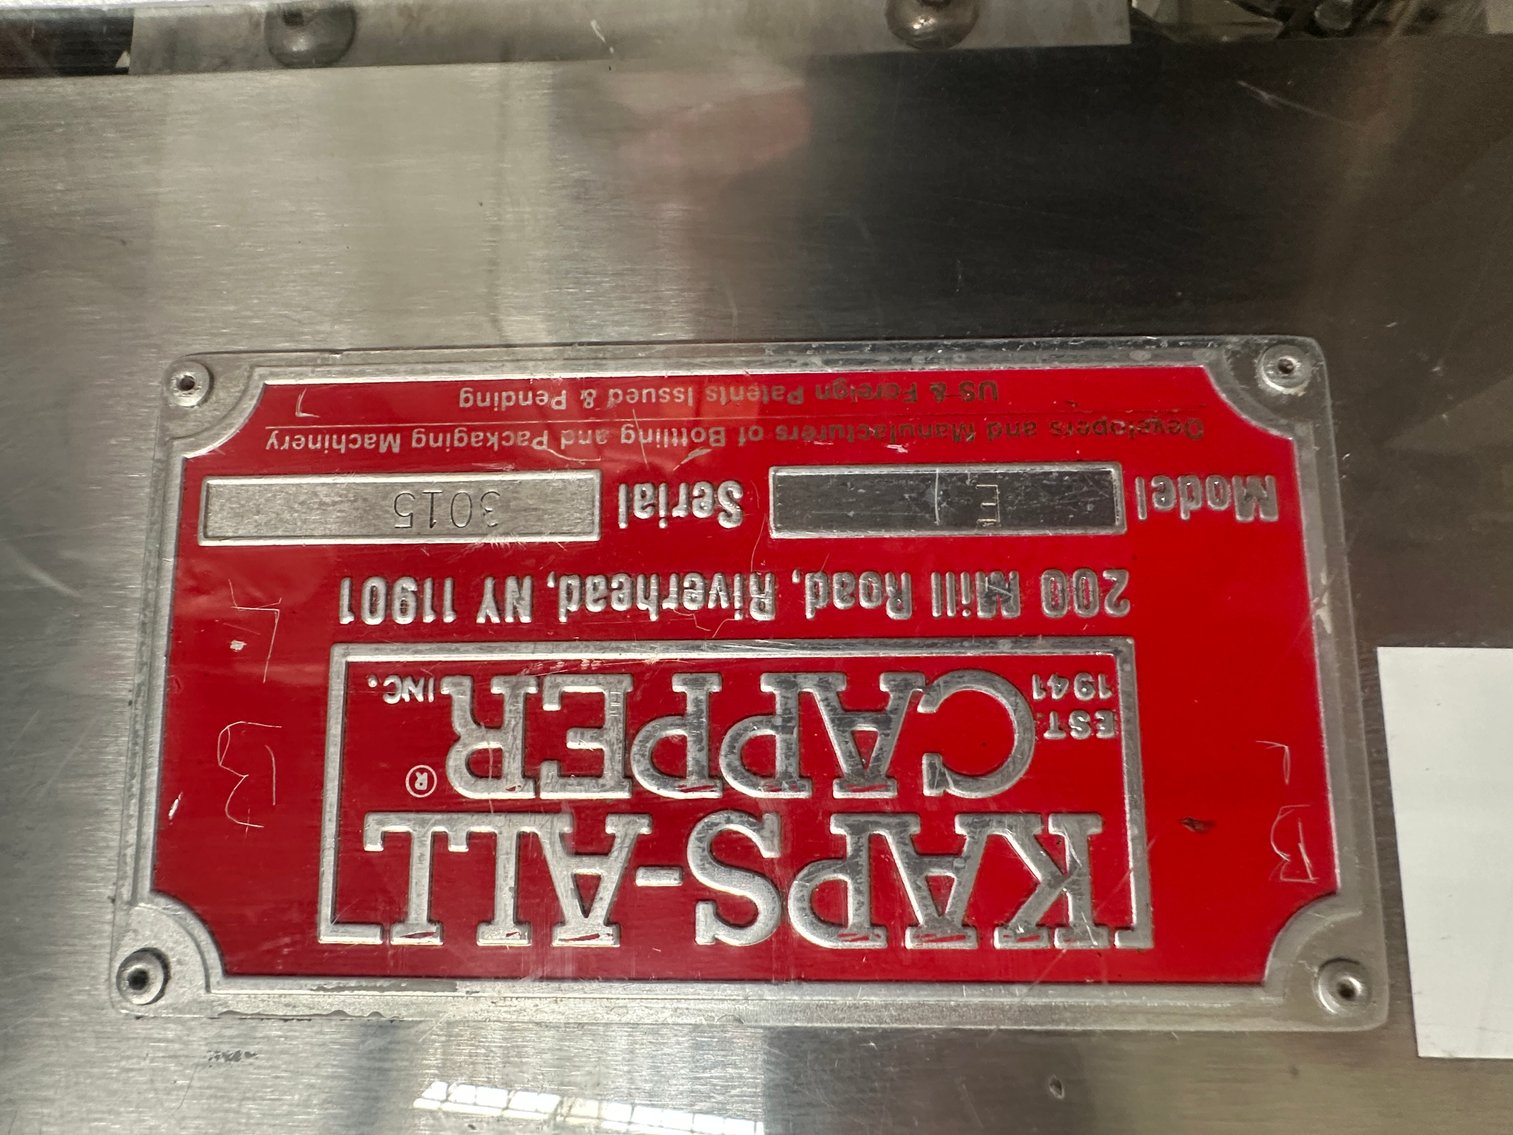 KAPS-ALL
CAPPER ®
EST. 1941
INC.
200 Mill Road, Riverhead, NY 11901
Model E Serial 3015
Developers and Manufacturers of Bottling and Packaging Machinery
US & Foreign Patents Issued & Pending